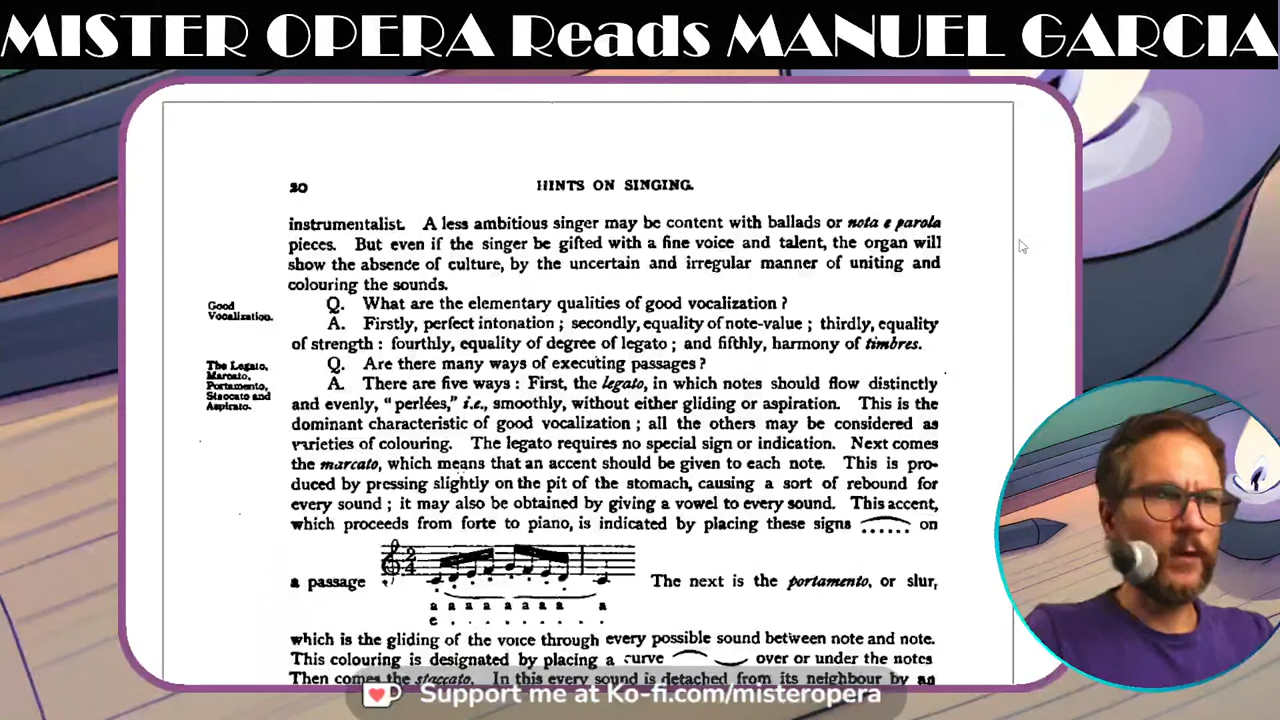 MISTER OPERA Reads MANUEL GARCIA
20 HINTS ON SINGING.
instrumentalist. A less ambitious singer may be content with ballads or nota e parola
pieces. But even if the singer be gifted with a fine voice and talent, the organ will
show the absence of culture, by the uncertain and irregular manner of uniting and
colouring the sounds.
Good
Vocalization.
Q. What are the elementary qualities of good vocalization ?
A. Firstly, perfect intonation ; secondly, equality of note-value ; thirdly, equality
of strength : fourthly, equality of degree of legato ; and fifthly, harmony of timbres.
The Legato,
Marcato,
Portamento,
Staccato and
Aspirato.
Q. Are there many ways of executing passages ?
A. There are five ways : First, the legato, in which notes should flow distinctly
and evenly, "perlées," i.e., smoothly, without either gliding or aspiration. This is the
dominant characteristic of good vocalization ; all the others may be considered as
varieties of colouring. The legato requires no special sign or indication. Next comes
the marcato, which means that an accent should be given to each note. This is pro-
duced by pressing slightly on the pit of the stomach, causing a sort of rebound for
every sound ; it may also be obtained by giving a vowel to every sound. This accent,
which proceeds from forte to piano, is indicated by placing these signs on
a passage The next is the portamento, or slur,
a a a a a a a a a
e . . . . . . . .
which is the gliding of the voice through every possible sound between note and note.
This colouring is designated by placing a curve over or under the notes
Then comes the staccato. In this every sound is detached from its neighbour by an
Support me at Ko-fi.com/misteropera